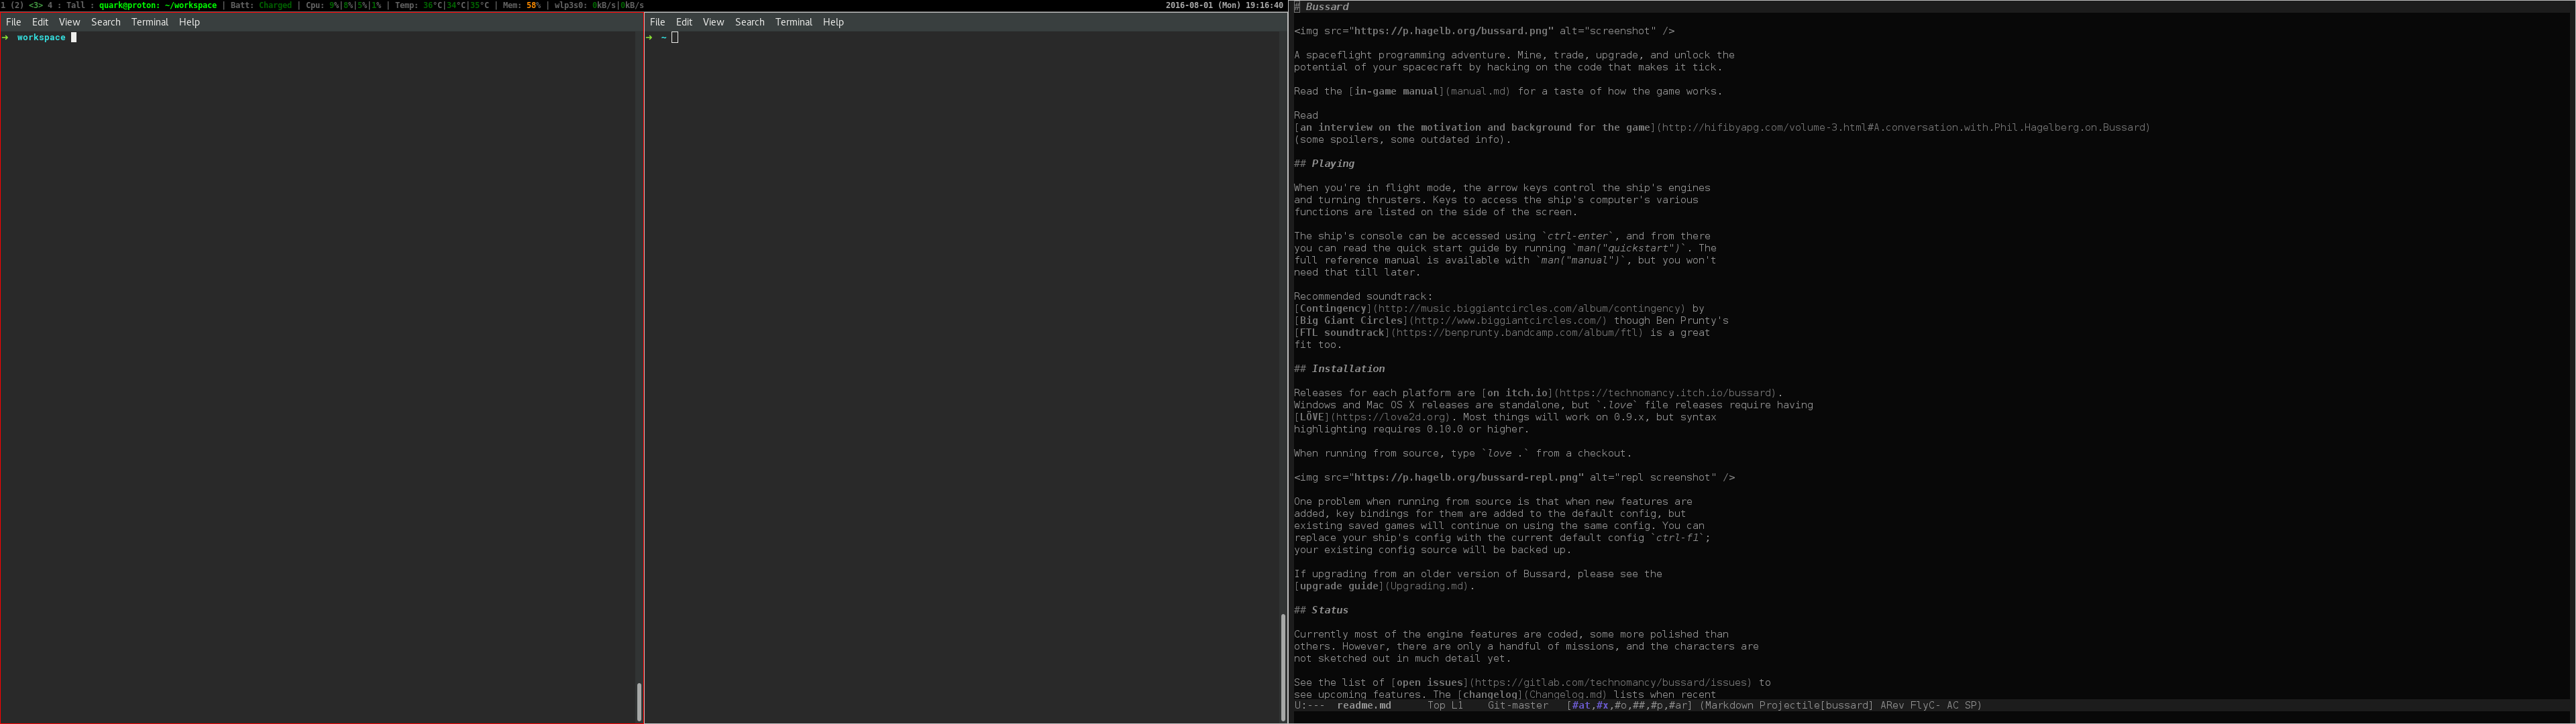 1 (2) <3> 4 : Tall : quark@proton: ~/workspace | Batt: Charged | Cpu: 9%|0%|5%|1% | Temp: 36°C|34°C|35°C | Mem: 58% | wlp3s0: 0kB/s|0kB/s 2016-08-01 (Mon) 19:16:40
File Edit View Search Terminal Help
➜ workspace
File Edit View Search Terminal Help
➜ ~
# Bussard
<img src="https://p.hagelb.org/bussard.png" alt="screenshot" />
A spaceflight programming adventure. Mine, trade, upgrade, and unlock the
potential of your spacecraft by hacking on the code that makes it tick.
Read the [in-game manual](manual.md) for a taste of how the game works.
Read
[an interview on the motivation and background for the game](http://hifibyapg.com/volume-3.html#A.conversation.with.Phil.Hagelberg.on.Bussard)
(some spoilers, some outdated info).
## Playing
When you're in flight mode, the arrow keys control the ship's engines
and turning thrusters. Keys to access the ship's computer's various
functions are listed on the side of the screen.
The ship's console can be accessed using `ctrl-enter`, and from there
you can read the quick start guide by running `man("quickstart")`. The
full reference manual is available with `man("manual")`, but you won't
need that till later.
Recommended soundtrack:
[Contingency](http://music.biggiantcircles.com/album/contingency) by
[Big Giant Circles](http://www.biggiantcircles.com/) though Ben Prunty's
[FTL soundtrack](https://benprunty.bandcamp.com/album/ftl) is a great
fit too.
## Installation
Releases for each platform are [on itch.io](https://technomancy.itch.io/bussard).
Windows and Mac OS X releases are standalone, but `.love` file releases require having
[LÖVE](https://love2d.org). Most things will work on 0.9.x, but syntax
highlighting requires 0.10.0 or higher.
When running from source, type `love .` from a checkout.
<img src="https://p.hagelb.org/bussard-repl.png" alt="repl screenshot" />
One problem when running from source is that when new features are
added, key bindings for them are added to the default config, but
existing saved games will continue on using the same config. You can
replace your ship's config with the current default config `ctrl-f1`;
your existing config source will be backed up.
If upgrading from an older version of Bussard, please see the
[upgrade guide](Upgrading.md).
## Status
Currently most of the engine features are coded, some more polished than
others. However, there are only a handful of missions, and the characters are
not sketched out in much detail yet.
See the list of [open issues](https://gitlab.com/technomancy/bussard/issues) to
see upcoming features. The [changelog](Changelog.md) lists when recent
U:--- readme.md Top L1 Git-master [#at,#x,#o,##,#p,#ar] (Markdown Projectile[bussard] ARev FlyC- AC SP)